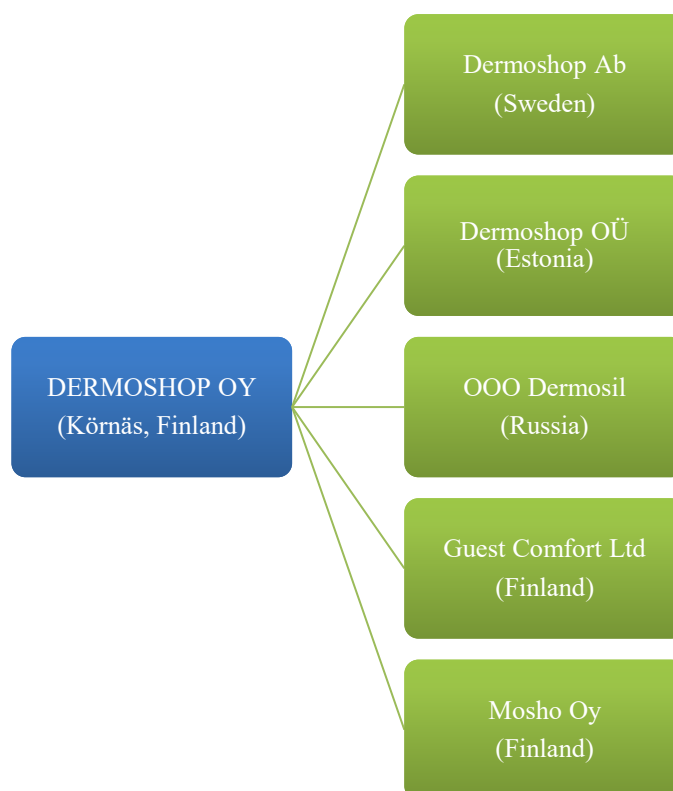 Dermoshop Ab
(Sweden)
Dermoshop OÜ
(Estonia)
DERMOSHOP OY
(Körnäs, Finland)
OOO Dermosil
(Russia)
Guest Comfort Ltd
(Finland)
Mosho Oy
(Finland)